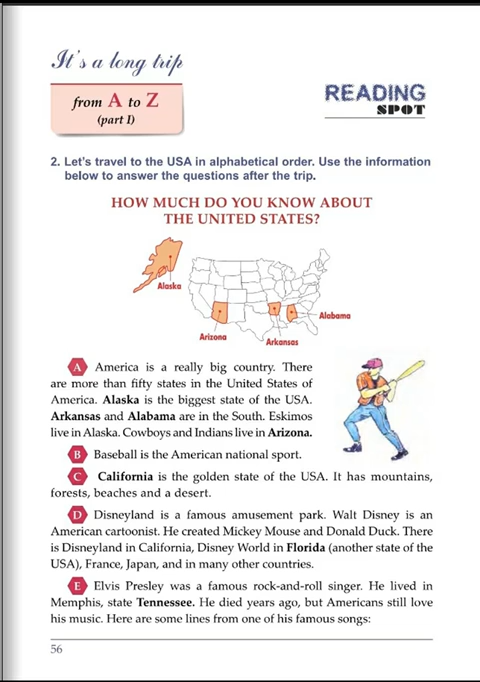 It's a long trip
from A to Z
(part I)
READING
SPOT
2. Let's travel to the USA in alphabetical order. Use the information
below to answer the questions after the trip.
HOW MUCH DO YOU KNOW ABOUT
THE UNITED STATES?
Alaska
Arizona
Arkansas
Alabama
A America is a really big country. There
are more than fifty states in the United States of
America. Alaska is the biggest state of the USA.
Arkansas and Alabama are in the South. Eskimos
live in Alaska. Cowboys and Indians live in Arizona.
B Baseball is the American national sport.
C California is the golden state of the USA. It has mountains,
forests, beaches and a desert.
D Disneyland is a famous amusement park. Walt Disney is an
American cartoonist. He created Mickey Mouse and Donald Duck. There
is Disneyland in California, Disney World in Florida (another state of the
USA), France, Japan, and in many other countries.
E Elvis Presley was a famous rock-and-roll singer. He lived in
Memphis, state Tennessee. He died years ago, but Americans still love
his music. Here are some lines from one of his famous songs:
56